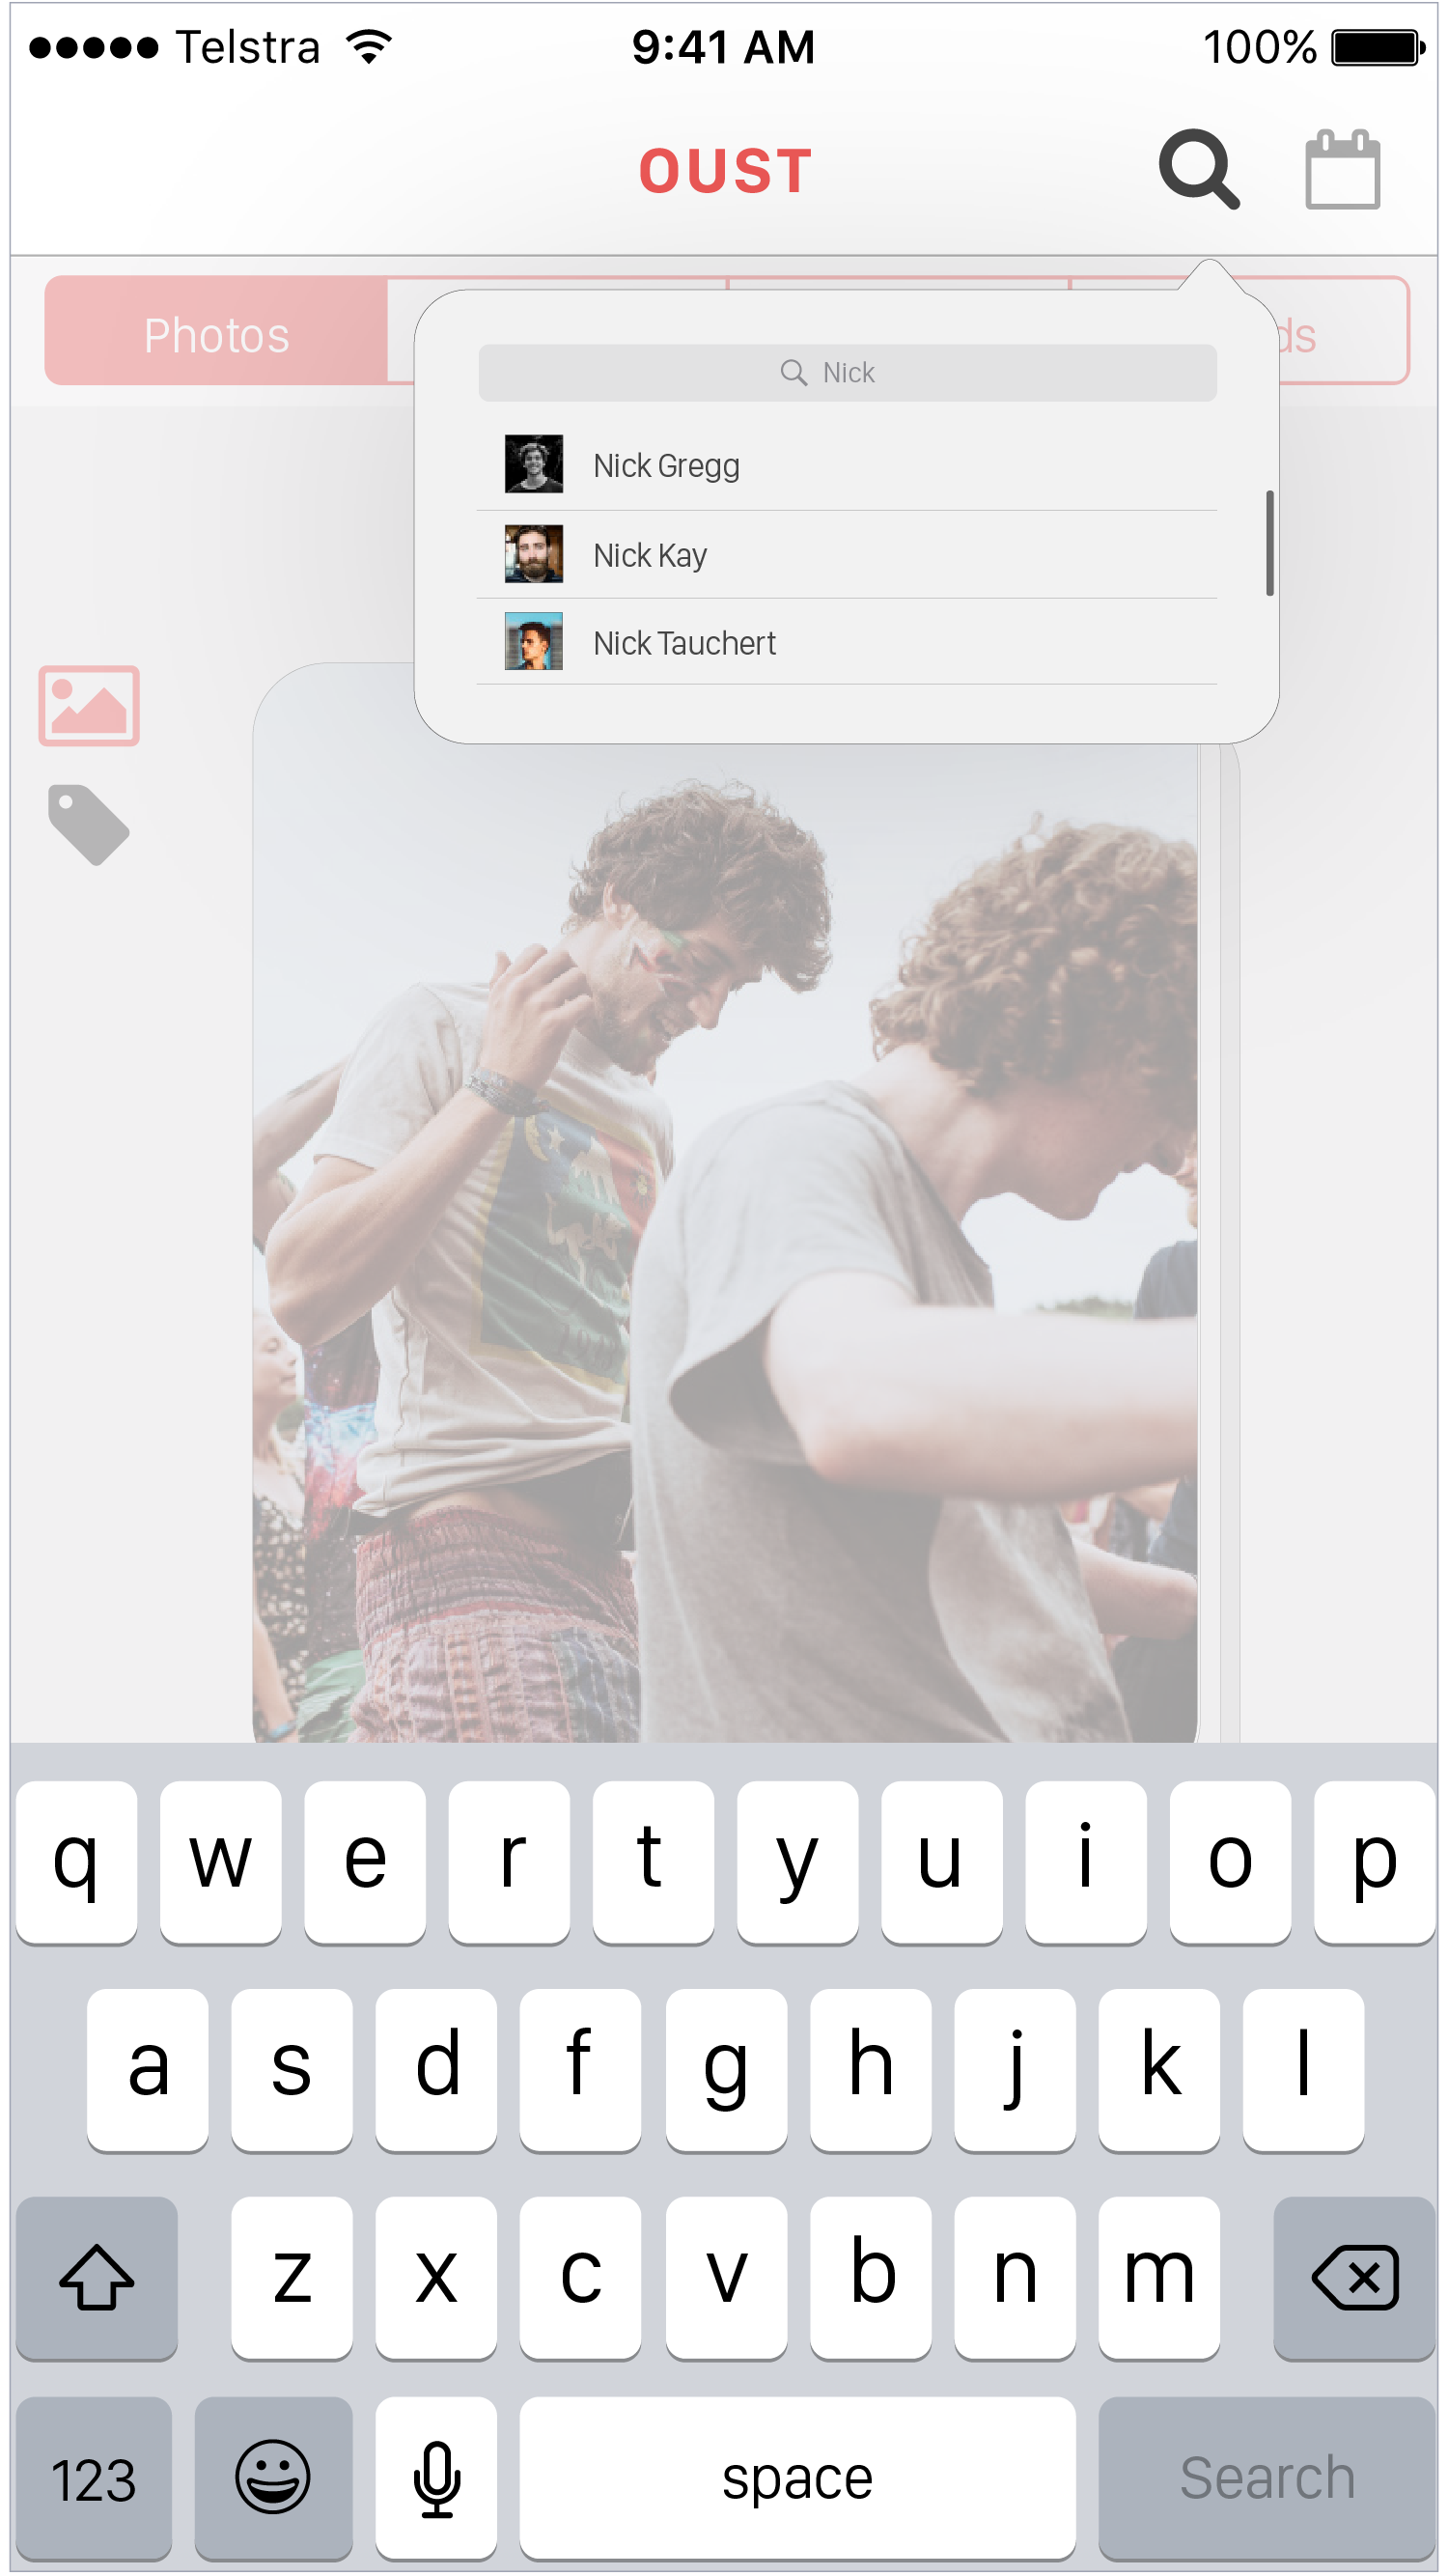 Telstra 9:41 AM 100%
OUST
Photos ds
Nick
Nick Gregg
Nick Kay
Nick Tauchert
q w e r t y u i o p
a s d f g h j k l
z x c v b n m
123 space Search